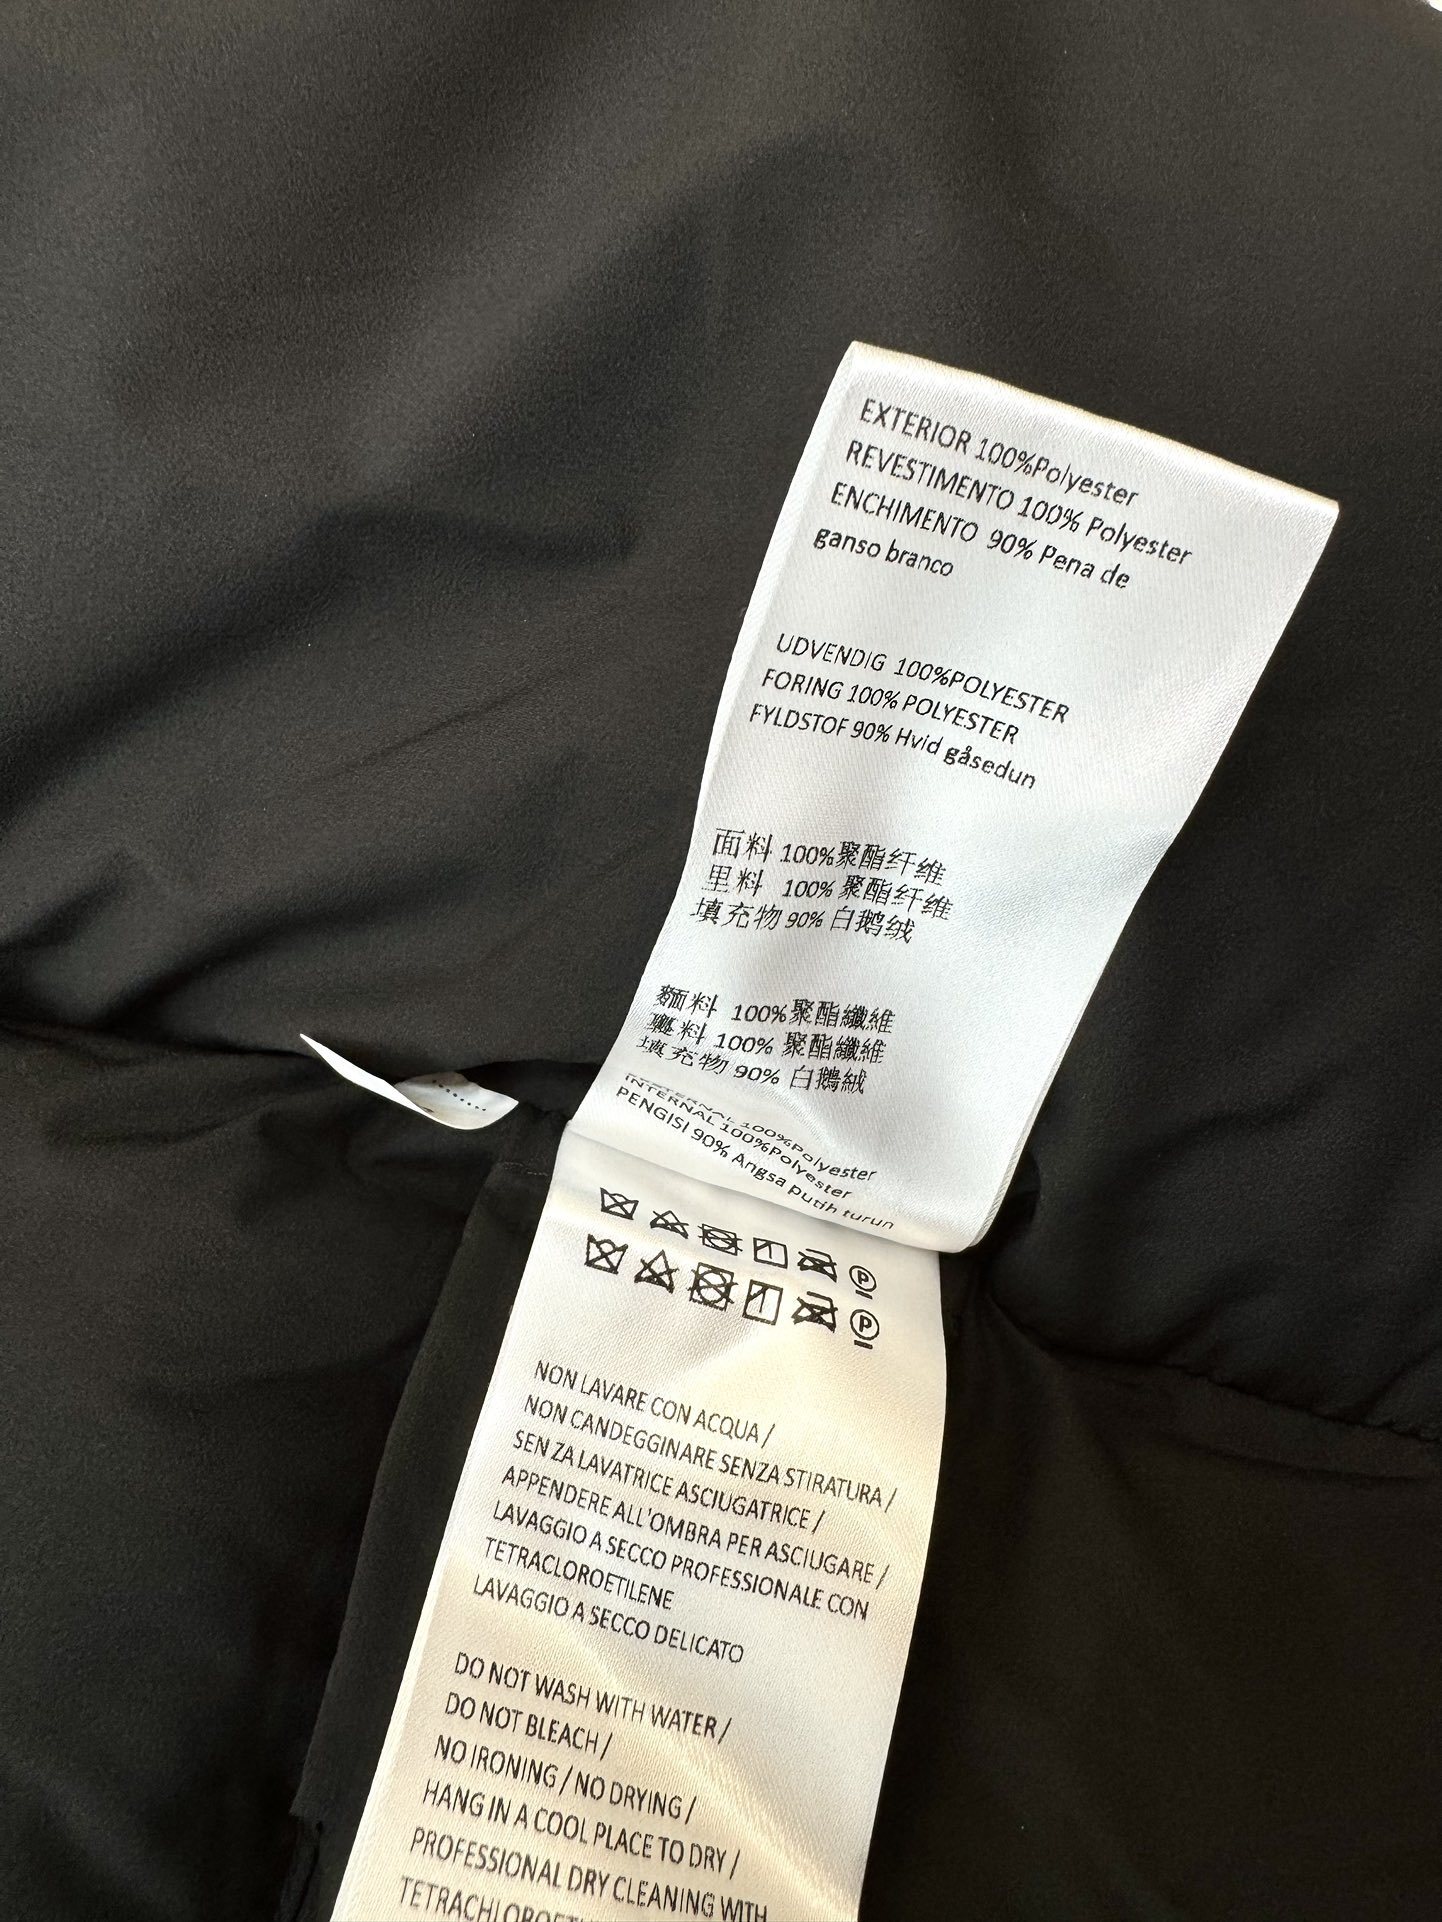 EXTERIOR 100%Polyester
REVESTIMENTO 100% Polyester
ENCHIMENTO 90% Pena de
ganso branco
UDVENDIG 100%POLYESTER
FORING 100% POLYESTER
FYLDSTOF 90% Hvid gåsedun
面料 100%聚酯纤维
里料 100% 聚酯纤维
填充物 90% 白鹅绒
麵料 100%聚酯纖維
裏料 100% 聚酯纖維
填充物 90% 白鵝絨
100%Polyester
INTERNAL 100%Polyester
PENGISI 90% Angsa putih turun
P
P
NON LAVARE CON ACQUA /
NON CANDEGGINARE SENZA STIRATURA /
SENZA LAVATRICE ASCIUGATRICE /
APPENDERE ALL'OMBRA PER ASCIUGARE /
LAVAGGIO A SECCO PROFESSIONALE CON
TETRACLOROETILENE
LAVAGGIO A SECCO DELICATO
DO NOT WASH WITH WATER /
DO NOT BLEACH /
NO IRONING / NO DRYING /
HANG IN A COOL PLACE TO DRY /
PROFESSIONAL DRY CLEANING WITH